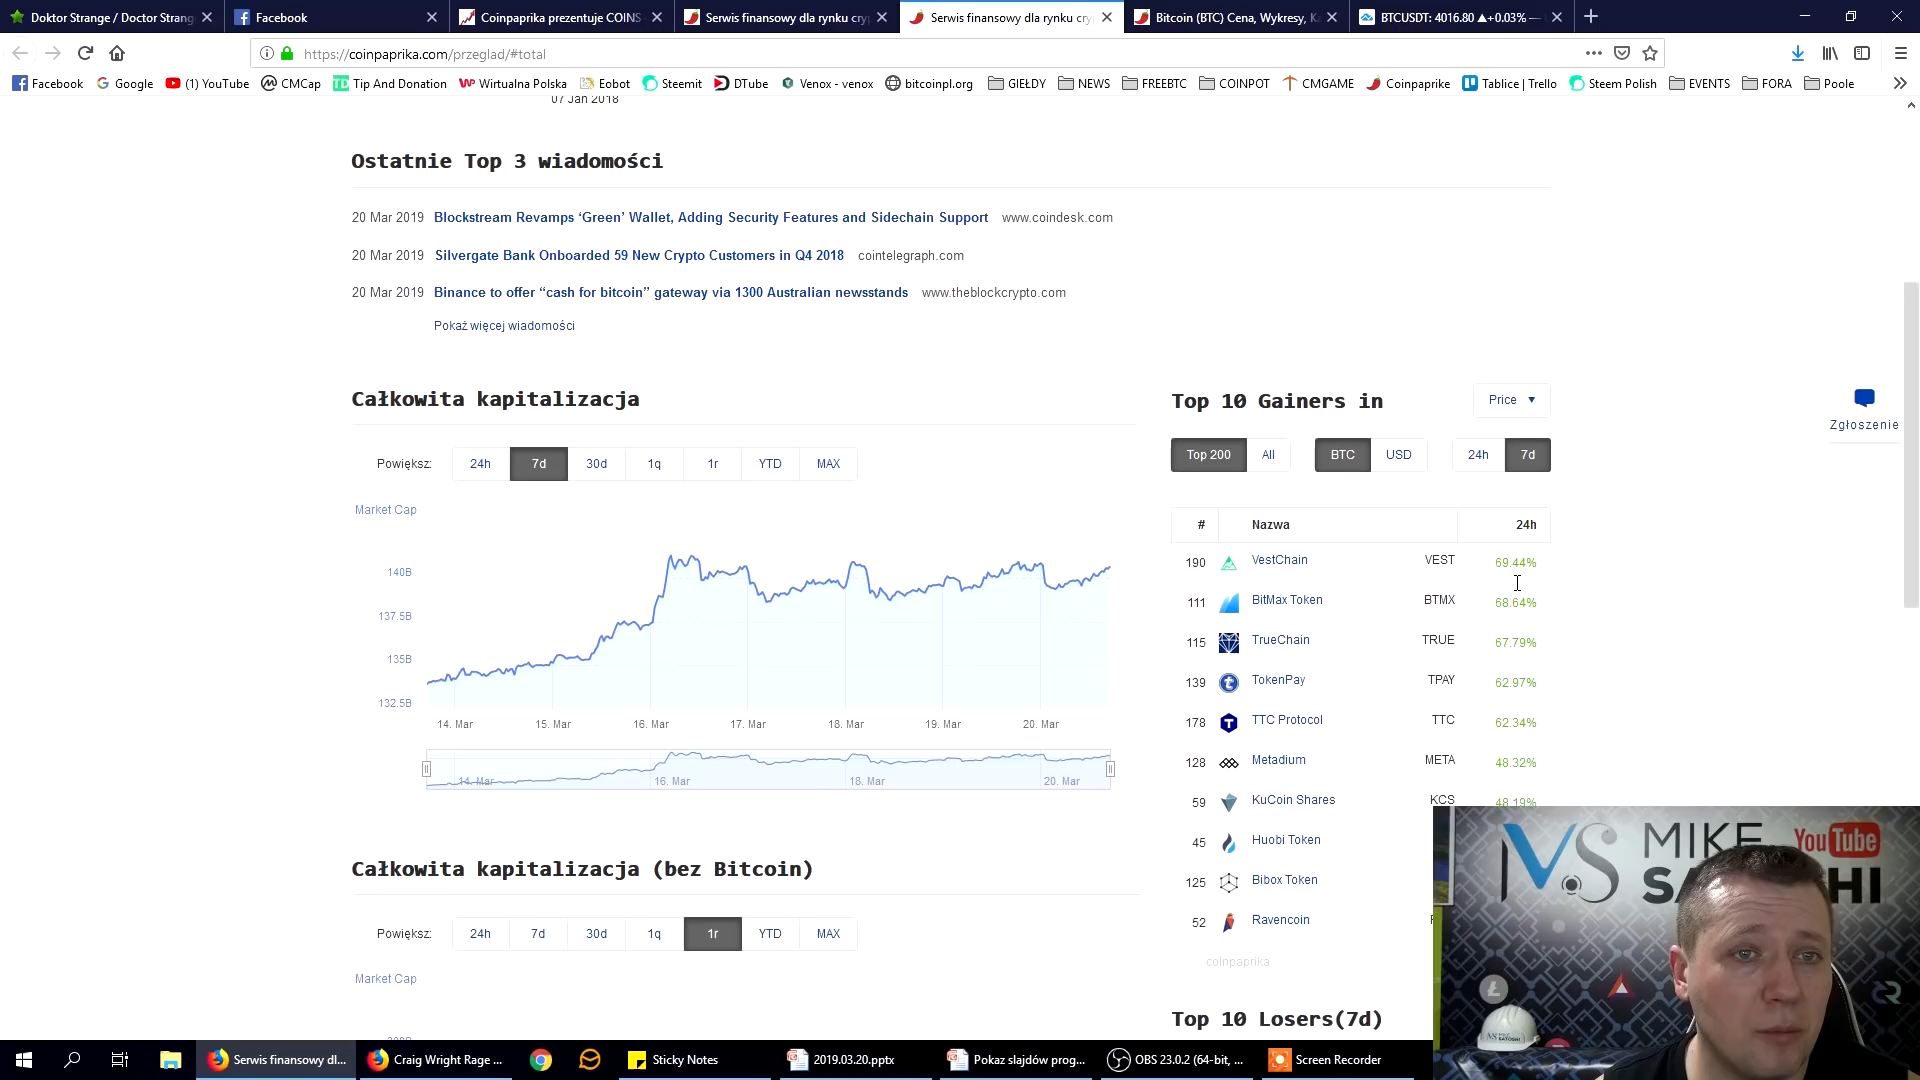 Doktor Strange / Doctor Strang
Facebook
Coinpaprika prezentuje COINS
Serwis finansowy dla rynku cry
Serwis finansowy dla rynku cry
Bitcoin (BTC) Cena, Wykresy, K
BTCUSDT: 4016.80 ▲+0.03% —
https://coinpaprika.com/przeglad/#total
Facebook
Google
(1) YouTube
CMCap
Tip And Donation
Wirtualna Polska
Eobot
Steemit
DTube
Venox - venox
bitcoinpl.org
GIEŁDY
NEWS
FREEBTC
COINPOT
CMGAME
Coinpaprike
Tablice | Trello
Steem Polish
EVENTS
FORA
Poole
07 Jan 2018
Ostatnie Top 3 wiadomości
20 Mar 2019 Blockstream Revamps ‘Green’ Wallet, Adding Security Features and Sidechain Support www.coindesk.com
20 Mar 2019 Silvergate Bank Onboarded 59 New Crypto Customers in Q4 2018 cointelegraph.com
20 Mar 2019 Binance to offer “cash for bitcoin” gateway via 1300 Australian newsstands www.theblockcrypto.com
Pokaż więcej wiadomości
Całkowita kapitalizacja
Powiększ: 24h 7d 30d 1q 1r YTD MAX
Market Cap
140B
137.5B
135B
132.5B
14. Mar 15. Mar 16. Mar 17. Mar 18. Mar 19. Mar 20. Mar
14. Mar 16. Mar 18. Mar 20. Mar
Całkowita kapitalizacja (bez Bitcoin)
Powiększ: 24h 7d 30d 1q 1r YTD MAX
Market Cap
Top 10 Gainers in
Price ▼
Top 200 All BTC USD 24h 7d
# Nazwa 24h
190 VestChain VEST 69.44%
111 BitMax Token BTMX 68.64%
115 TrueChain TRUE 67.79%
139 TokenPay TPAY 62.97%
178 TTC Protocol TTC 62.34%
128 Metadium META 48.32%
59 KuCoin Shares KCS 48.19%
45 Huobi Token
125 Bibox Token
52 Ravencoin
coinpaprika
Top 10 Losers(7d)
Zgłoszenie
MS MIKE
YouTube
Serwis finansowy dl...
Craig Wright Rage ...
Sticky Notes
2019.03.20.pptx
Pokaz slajdów prog...
OBS 23.0.2 (64-bit, ...
Screen Recorder